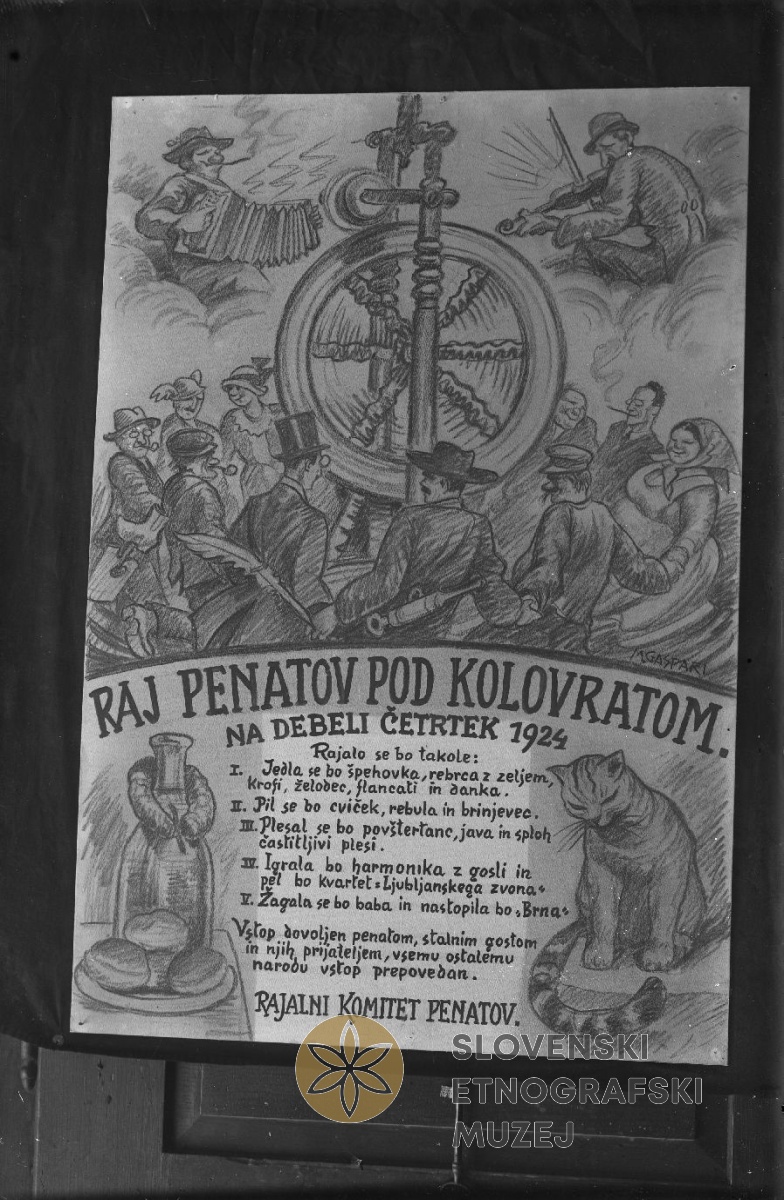 M GASPARI
RAJ PENATOV POD KOLOVRATOM.
NA DEBELI ČETRTEK 1924
Rajalo se bo takole:
I. Jedla se bo špehovka, rebrca z zeljem,
Krofi, želodec, flancati in danka.
II. Pil se bo cviček, rebula in brinjevec.
III. Plesal se bo povštertanc, java in sploh
častitljivi plesi.
IV. Igrala bo harmonika z gosli in
pel bo kvartet »Ljubljanskega zvona«
V. Žagala se bo baba in nastopila bo »Brna«
Vstop dovoljen penatom, stalnim gostom
in njih prijateljem, vsemu ostalemu
narodu vstop prepovedan.
RAJALNI KOMITET PENATOV.
SLOVENSKI
ETNOGRAFSKI
MUZEJ